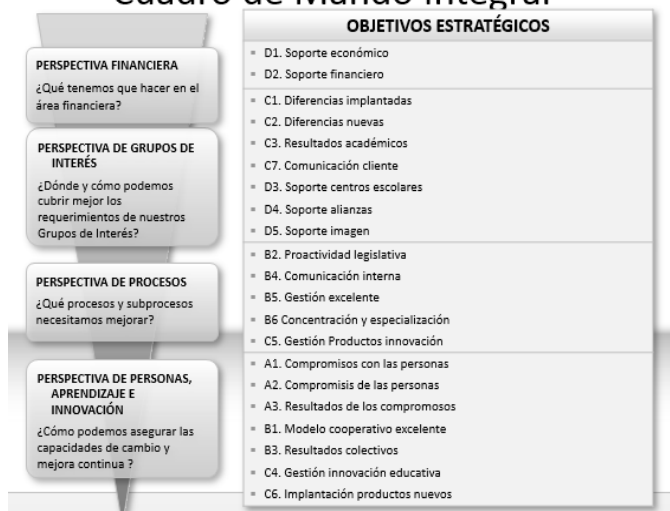 Cuadro de Mando Integral
OBJETIVOS ESTRATÉGICOS
PERSPECTIVA FINANCIERA
¿Qué tenemos que hacer en el
área financiera?
D1. Soporte económico
D2. Soporte financiero
PERSPECTIVA DE GRUPOS DE
INTERÉS
¿Dónde y cómo podemos
cubrir mejor los
requerimientos de nuestros
Grupos de Interés?
C1. Diferencias implantadas
C2. Diferencias nuevas
C3. Resultados académicos
C7. Comunicación cliente
D3. Soporte centros escolares
D4. Soporte alianzas
D5. Soporte imagen
PERSPECTIVA DE PROCESOS
¿Qué procesos y subprocesos
necesitamos mejorar?
B2. Proactividad legislativa
B4. Comunicación interna
B5. Gestión excelente
B6 Concentración y especialización
C5. Gestión Productos innovación
PERSPECTIVA DE PERSONAS,
APRENDIZAJE E
INNOVACIÓN
¿Cómo podemos asegurar las
capacidades de cambio y
mejora continua ?
A1. Compromisos con las personas
A2. Compromisis de las personas
A3. Resultados de los compromosos
B1. Modelo cooperativo excelente
B3. Resultados colectivos
C4. Gestión innovación educativa
C6. Implantación productos nuevos